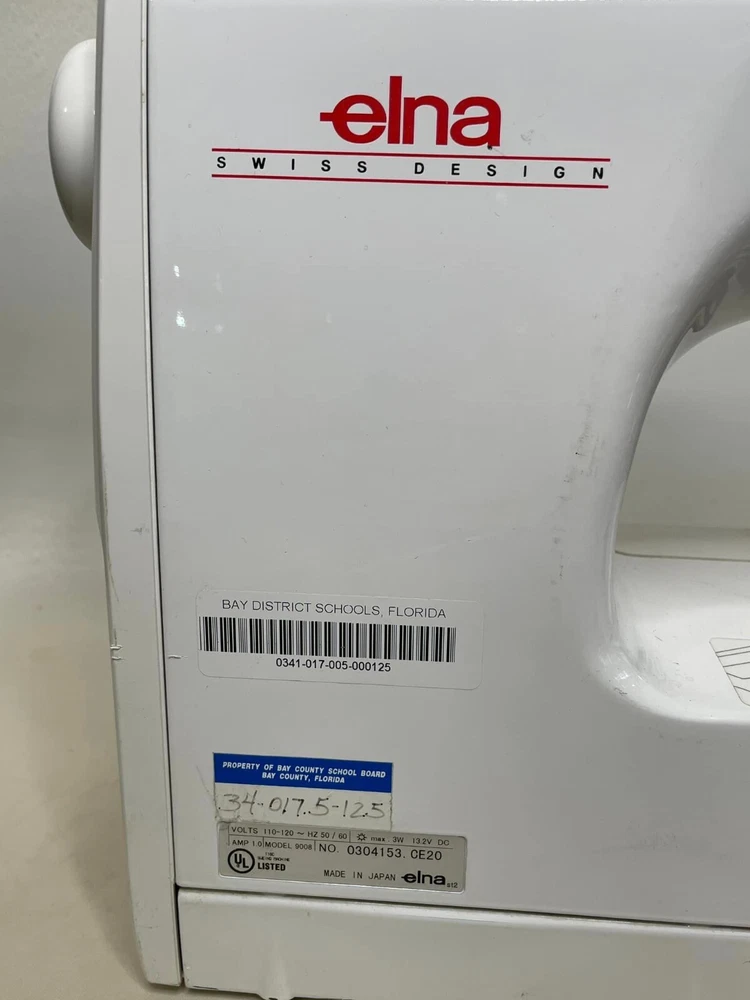 elna
SWISS DESIGN
BAY DISTRICT SCHOOLS, FLORIDA
0341-017-005-000125
PROPERTY OF BAY COUNTY SCHOOL BOARD
BAY COUNTY, FLORIDA
34-017.5-125
VOLTS 110-120 ~ HZ 50/60 max. 3W 13.2V DC
AMP 1.0 MODEL 9008 NO. 0304153. CE20
UL LISTED
MADE IN JAPAN elna st2